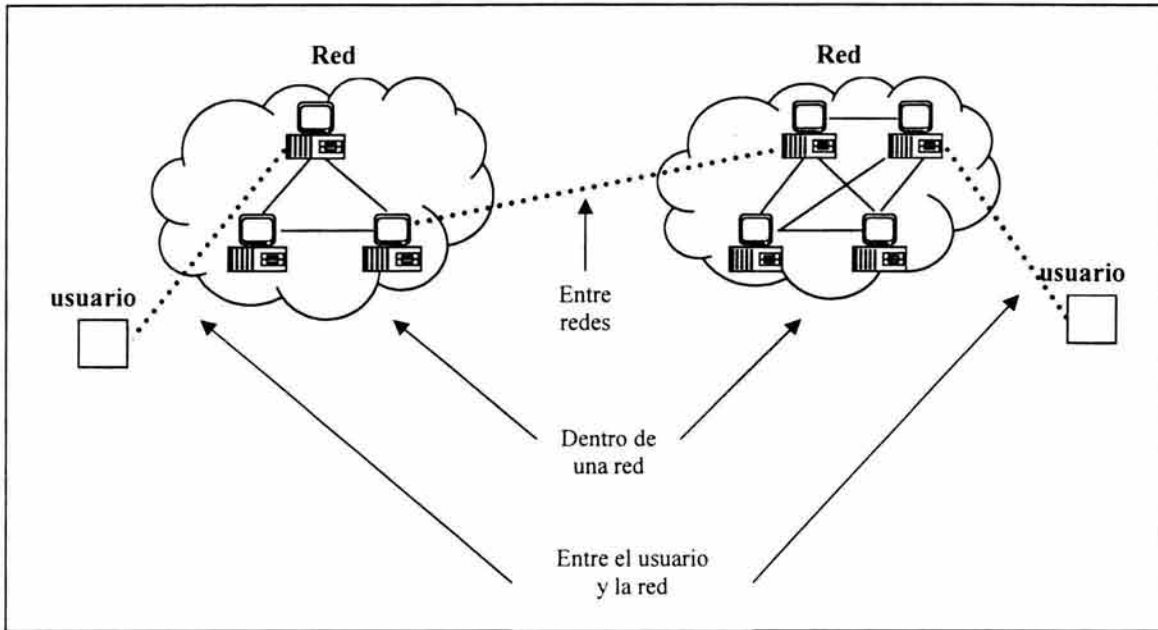 Red
Red
usuario
usuario
Entre
redes
Dentro de
una red
Entre el usuario
y la red